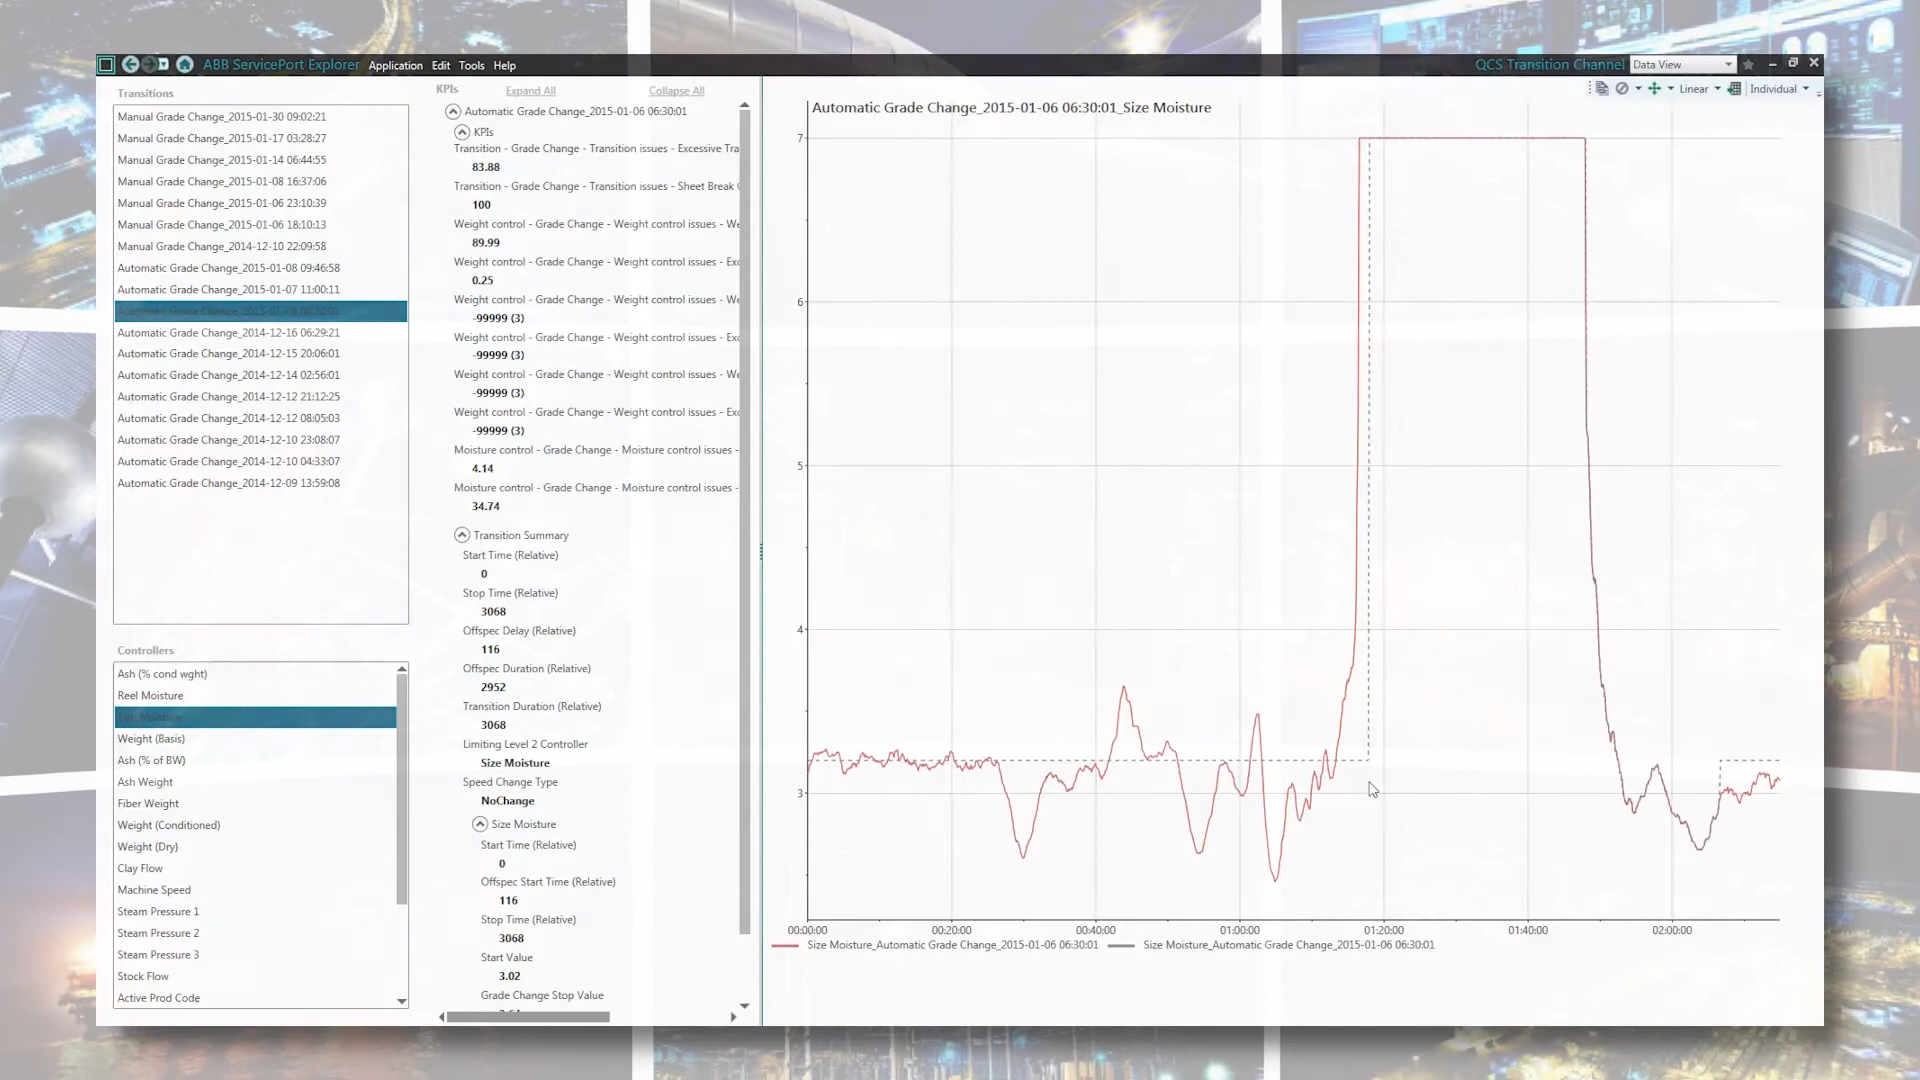 ABB ServicePort Explorer Application Edit Tools Help QCS Transition Channel Data View
Transitions
Manual Grade Change_2015-01-30 09:02:21
Manual Grade Change_2015-01-17 03:28:27
Manual Grade Change_2015-01-14 06:44:55
Manual Grade Change_2015-01-08 16:37:06
Manual Grade Change_2015-01-06 23:10:39
Manual Grade Change_2015-01-06 18:10:13
Manual Grade Change_2014-12-10 22:09:58
Automatic Grade Change_2015-01-08 09:46:58
Automatic Grade Change_2015-01-07 11:00:11
Automatic Grade Change_2015-01-06 06:30:01
Automatic Grade Change_2014-12-16 06:29:21
Automatic Grade Change_2014-12-15 20:06:01
Automatic Grade Change_2014-12-14 02:56:01
Automatic Grade Change_2014-12-12 21:12:25
Automatic Grade Change_2014-12-12 08:05:03
Automatic Grade Change_2014-12-10 23:08:07
Automatic Grade Change_2014-12-10 04:33:07
Automatic Grade Change_2014-12-09 13:59:08
Controllers
Ash (% cond wght)
Reel Moisture
Size Moisture
Weight (Basis)
Ash (% of BW)
Ash Weight
Fiber Weight
Weight (Conditioned)
Weight (Dry)
Clay Flow
Machine Speed
Steam Pressure 1
Steam Pressure 2
Steam Pressure 3
Stock Flow
Active Prod Code
KPIs Expand All Collapse All
Automatic Grade Change_2015-01-06 06:30:01
KPIs
Transition - Grade Change - Transition issues - Excessive Tra
83.88
Transition - Grade Change - Transition issues - Sheet Break
100
Weight control - Grade Change - Weight control issues - We
89.99
Weight control - Grade Change - Weight control issues - Exc
0.25
Weight control - Grade Change - Weight control issues - We
-99999 (3)
Weight control - Grade Change - Weight control issues - Exc
-99999 (3)
Weight control - Grade Change - Weight control issues - We
-99999 (3)
Weight control - Grade Change - Weight control issues - Exc
-99999 (3)
Moisture control - Grade Change - Moisture control issues -
4.14
Moisture control - Grade Change - Moisture control issues -
34.74
Transition Summary
Start Time (Relative)
0
Stop Time (Relative)
3068
Offspec Delay (Relative)
116
Offspec Duration (Relative)
2952
Transition Duration (Relative)
3068
Limiting Level 2 Controller
Size Moisture
Speed Change Type
NoChange
Size Moisture
Start Time (Relative)
0
Offspec Start Time (Relative)
116
Stop Time (Relative)
3068
Start Value
3.02
Grade Change Stop Value
Linear Individual
Automatic Grade Change_2015-01-06 06:30:01_Size Moisture
7
6
5
4
3
00:00:00 00:20:00 00:40:00 01:00:00 01:20:00 01:40:00 02:00:00
Size Moisture_Automatic Grade Change_2015-01-06 06:30:01 Size Moisture_Automatic Grade Change_2015-01-06 06:30:01